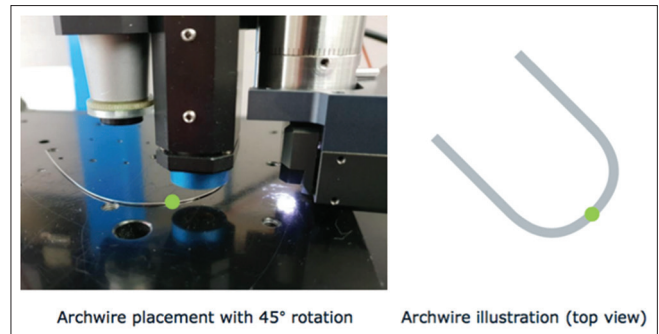 Archwire placement with 45° rotation
Archwire illustration (top view)